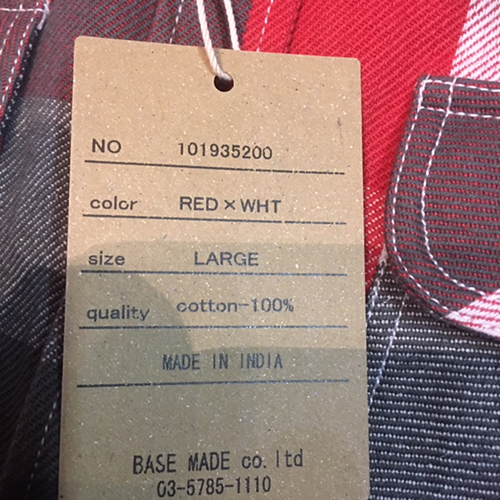 NO 101935200
color RED × WHT
size LARGE
quality cotton-100%
MADE IN INDIA
BASE MADE co. ltd
03-5785-1110